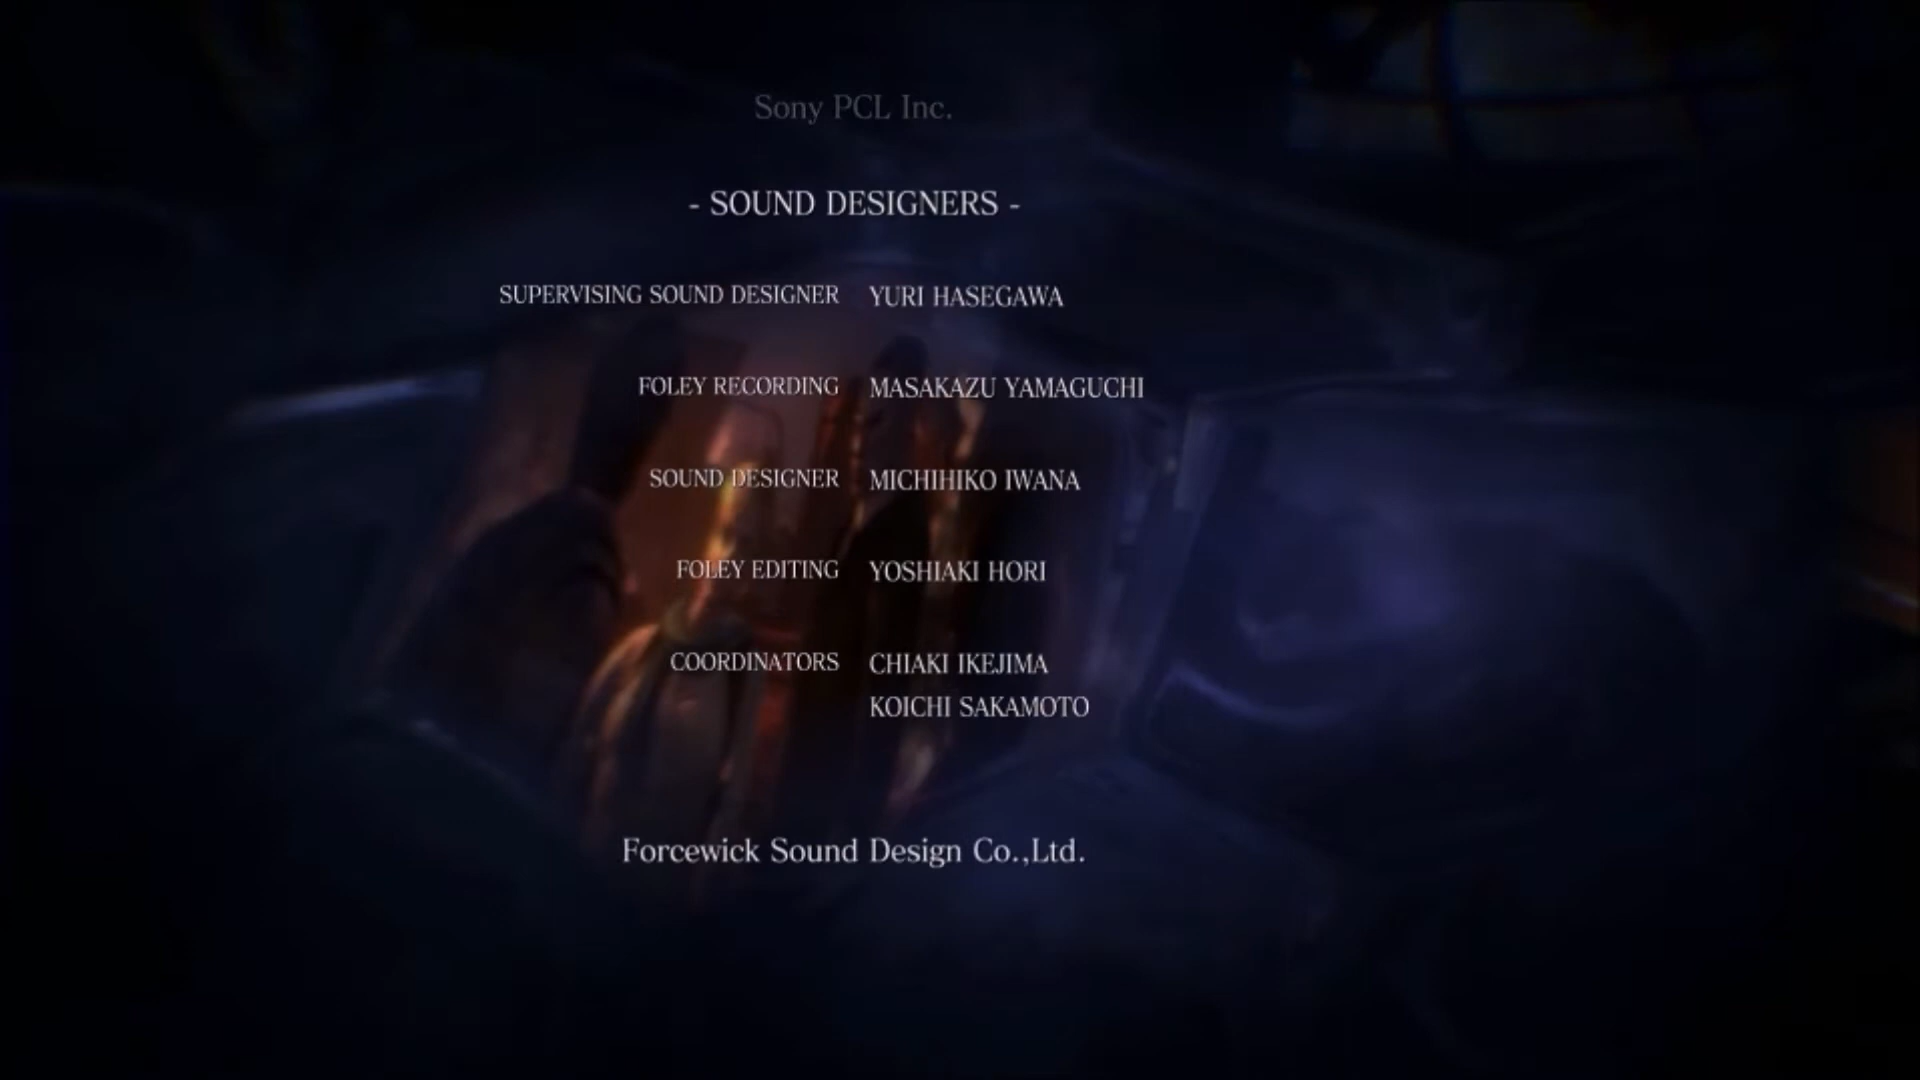 Sony PCL Inc.
- SOUND DESIGNERS -
SUPERVISING SOUND DESIGNER YURI HASEGAWA
FOLEY RECORDING MASAKAZU YAMAGUCHI
SOUND DESIGNER MICHIHIKO IWANA
FOLEY EDITING YOSHIAKI HORI
COORDINATORS CHIAKI IKEJIMA
KOICHI SAKAMOTO
Forcewick Sound Design Co.,Ltd.